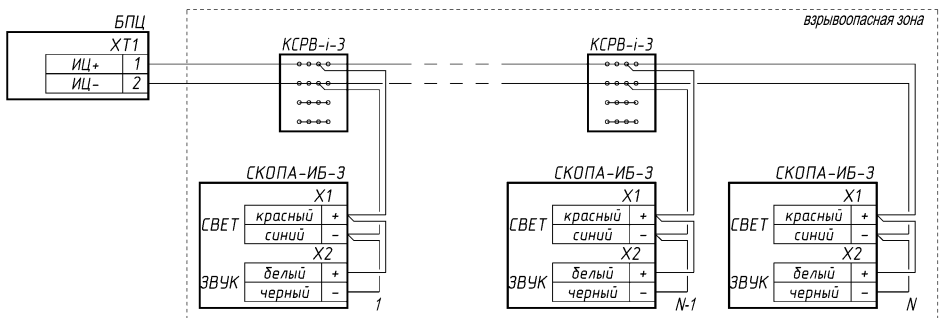 БПЦ
ХТ1
ИЦ+ 1
ИЦ- 2
взрывоопасная зона
КСРВ-i-3
КСРВ-i-3
СКОПА-ИБ-3
Х1
СВЕТ
красный +
синий -
Х2
ЗВУК
белый +
черный -
1
СКОПА-ИБ-3
Х1
СВЕТ
красный +
синий -
Х2
ЗВУК
белый +
черный -
N-1
СКОПА-ИБ-3
Х1
СВЕТ
красный +
синий -
Х2
ЗВУК
белый +
черный -
N